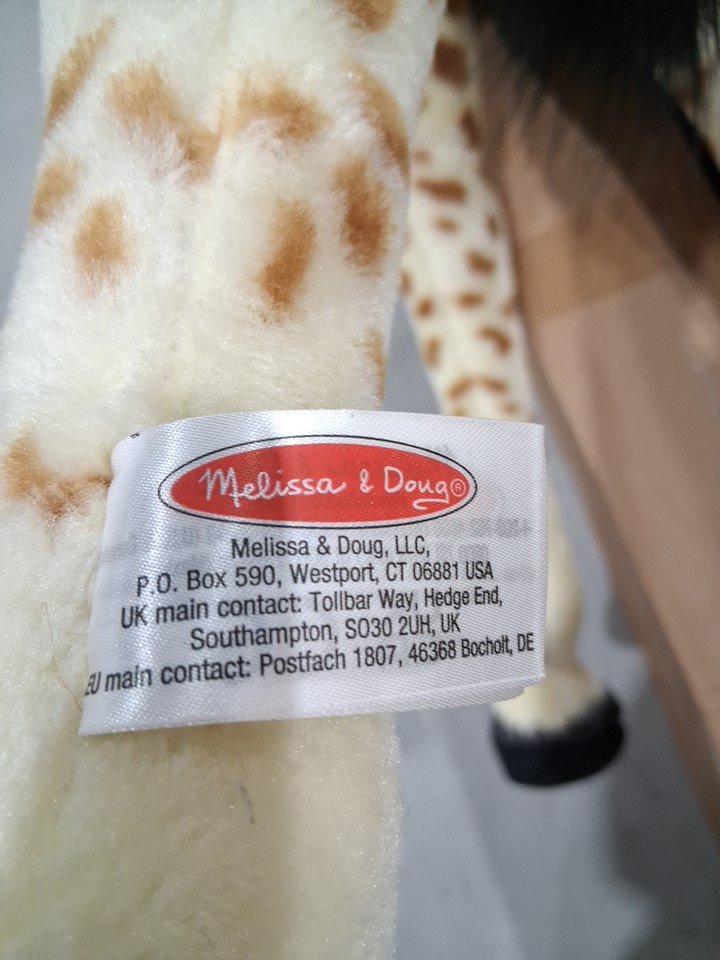 Melissa & Doug®
Melissa & Doug, LLC,
P.O. Box 590, Westport, CT 06881 USA
UK main contact: Tollbar Way, Hedge End,
Southampton, SO30 2UH, UK
EU main contact: Postfach 1807, 46368 Bocholt, DE